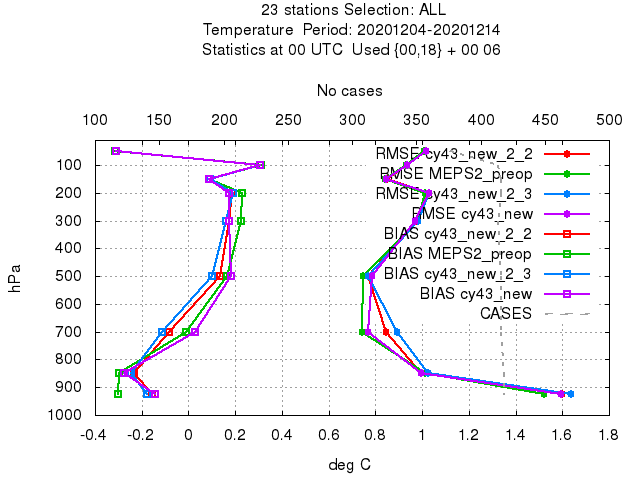 23 stations Selection: ALL
Temperature  Period: 20201204-20201214
Statistics at 00 UTC  Used {00,18} + 00 06
No cases
100 150 200 250 300 350 400 450 500
RMSE cy43_new_2_2
RMSE MEPS2_preop
RMSE cy43_new_2_3
RMSE cy43_new
BIAS cy43_new_2_2
BIAS MEPS2_preop
BIAS cy43_new_2_3
BIAS cy43_new
CASES
hPa
100
200
300
400
500
600
700
800
900
1000
-0.4 -0.2 0 0.2 0.4 0.6 0.8 1 1.2 1.4 1.6 1.8
deg C